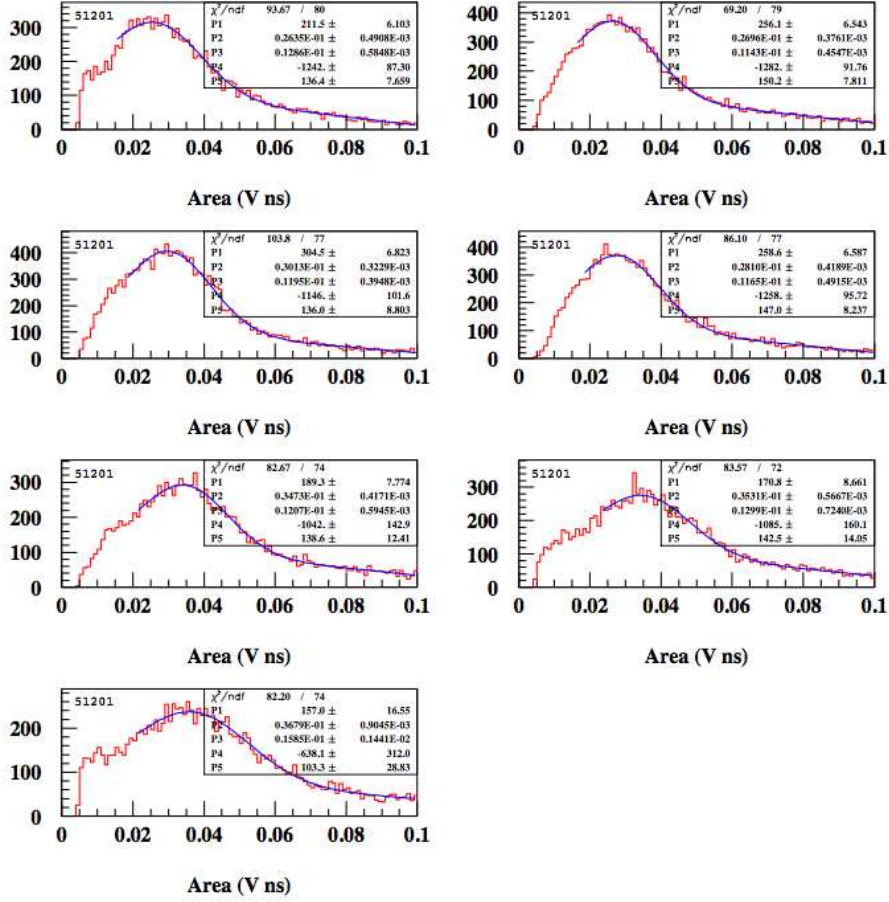 51201
χ²/ndf 93.67 / 80
P1 211.5 ± 6.103
P2 0.2635E-01 ± 0.4908E-03
P3 0.1286E-01 ± 0.5848E-03
P4 -1242. ± 87.30
P5 136.4 ± 7.659
300
200
100
0
0 0.02 0.04 0.06 0.08 0.1
Area (V ns)
51201
χ²/ndf 69.20 / 79
P1 256.1 ± 6.543
P2 0.2696E-01 ± 0.3761E-03
P3 0.1143E-01 ± 0.4547E-03
P4 -1282. ± 91.76
P5 150.2 ± 7.811
400
300
200
100
0
0 0.02 0.04 0.06 0.08 0.1
Area (V ns)
51201
χ²/ndf 103.8 / 77
P1 304.5 ± 6.823
P2 0.3013E-01 ± 0.3229E-03
P3 0.1195E-01 ± 0.3948E-03
P4 -1146. ± 101.6
P5 136.0 ± 8.803
400
300
200
100
0
0 0.02 0.04 0.06 0.08 0.1
Area (V ns)
51201
χ²/ndf 86.10 / 77
P1 258.6 ± 6.587
P2 0.2810E-01 ± 0.4189E-03
P3 0.1165E-01 ± 0.4915E-03
P4 -1258. ± 95.72
P5 147.0 ± 8.237
400
300
200
100
0
0 0.02 0.04 0.06 0.08 0.1
Area (V ns)
51201
χ²/ndf 82.67 / 74
P1 189.3 ± 7.774
P2 0.3473E-01 ± 0.4171E-03
P3 0.1207E-01 ± 0.5945E-03
P4 -1042. ± 142.9
P5 138.6 ± 12.41
300
200
100
0
0 0.02 0.04 0.06 0.08 0.1
Area (V ns)
51201
χ²/ndf 83.57 / 72
P1 170.8 ± 8.661
P2 0.3531E-01 ± 0.5667E-03
P3 0.1299E-01 ± 0.7240E-03
P4 -1085. ± 160.1
P5 142.5 ± 14.05
300
200
100
0
0 0.02 0.04 0.06 0.08 0.1
Area (V ns)
51201
χ²/ndf 82.20 / 74
P1 157.0 ± 16.55
P2 0.3679E-01 ± 0.9045E-03
P3 0.1585E-01 ± 0.1441E-02
P4 -638.1 ± 312.0
P5 103.3 ± 28.83
200
100
0
0 0.02 0.04 0.06 0.08 0.1
Area (V ns)